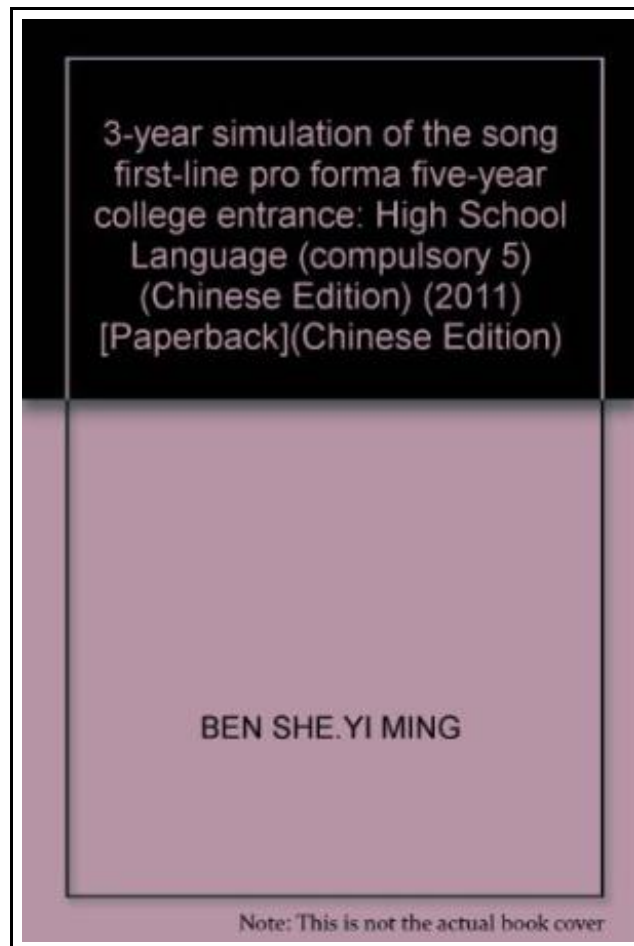 3-year simulation of the song
first-line pro forma five-year
college entrance: High School
Language (compulsory 5)
(Chinese Edition) (2011)
[Paperback](Chinese Edition)
BEN SHE.YI MING
Note: This is not the actual book cover